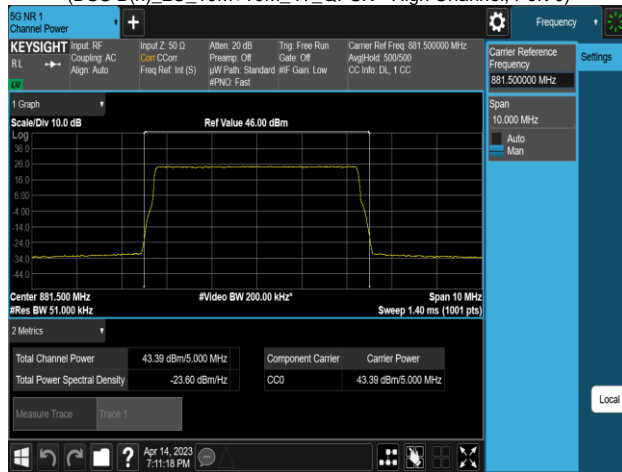 5G NR 1
Channel Power
Frequency
KEYSIGHT
RL
Input: RF
Coupling: AC
Align: Auto
Input Z: 50 Ω
Corr CCorr
Freq Ref: Int (S)
Atten: 20 dB
Preamp: Off
µW Path: Standard
#PNO: Fast
Trig: Free Run
Gate: Off
#IF Gain: Low
Carrier Ref Freq: 881.500000 MHz
Avg|Hold: 500/500
CC Info: DL, 1 CC
Carrier Reference
Frequency
881.500000 MHz
Settings
Span
10.000 MHz
Auto
Man
1 Graph
Scale/Div 10.0 dB
Ref Value 46.00 dBm
Log
36.0
26.0
16.0
6.00
-4.00
-14.0
-24.0
-34.0
-44.0
Center 881.500 MHz
#Video BW 200.00 kHz*
Span 10 MHz
#Res BW 51.000 kHz
Sweep 1.40 ms (1001 pts)
2 Metrics
Total Channel Power 43.39 dBm/5.000 MHz
Total Power Spectral Density -23.60 dBm/Hz
Component Carrier Carrier Power
CC0 43.39 dBm/5.000 MHz
Measure Trace Trace 1
Local
Apr 14, 2023
7:11:18 PM